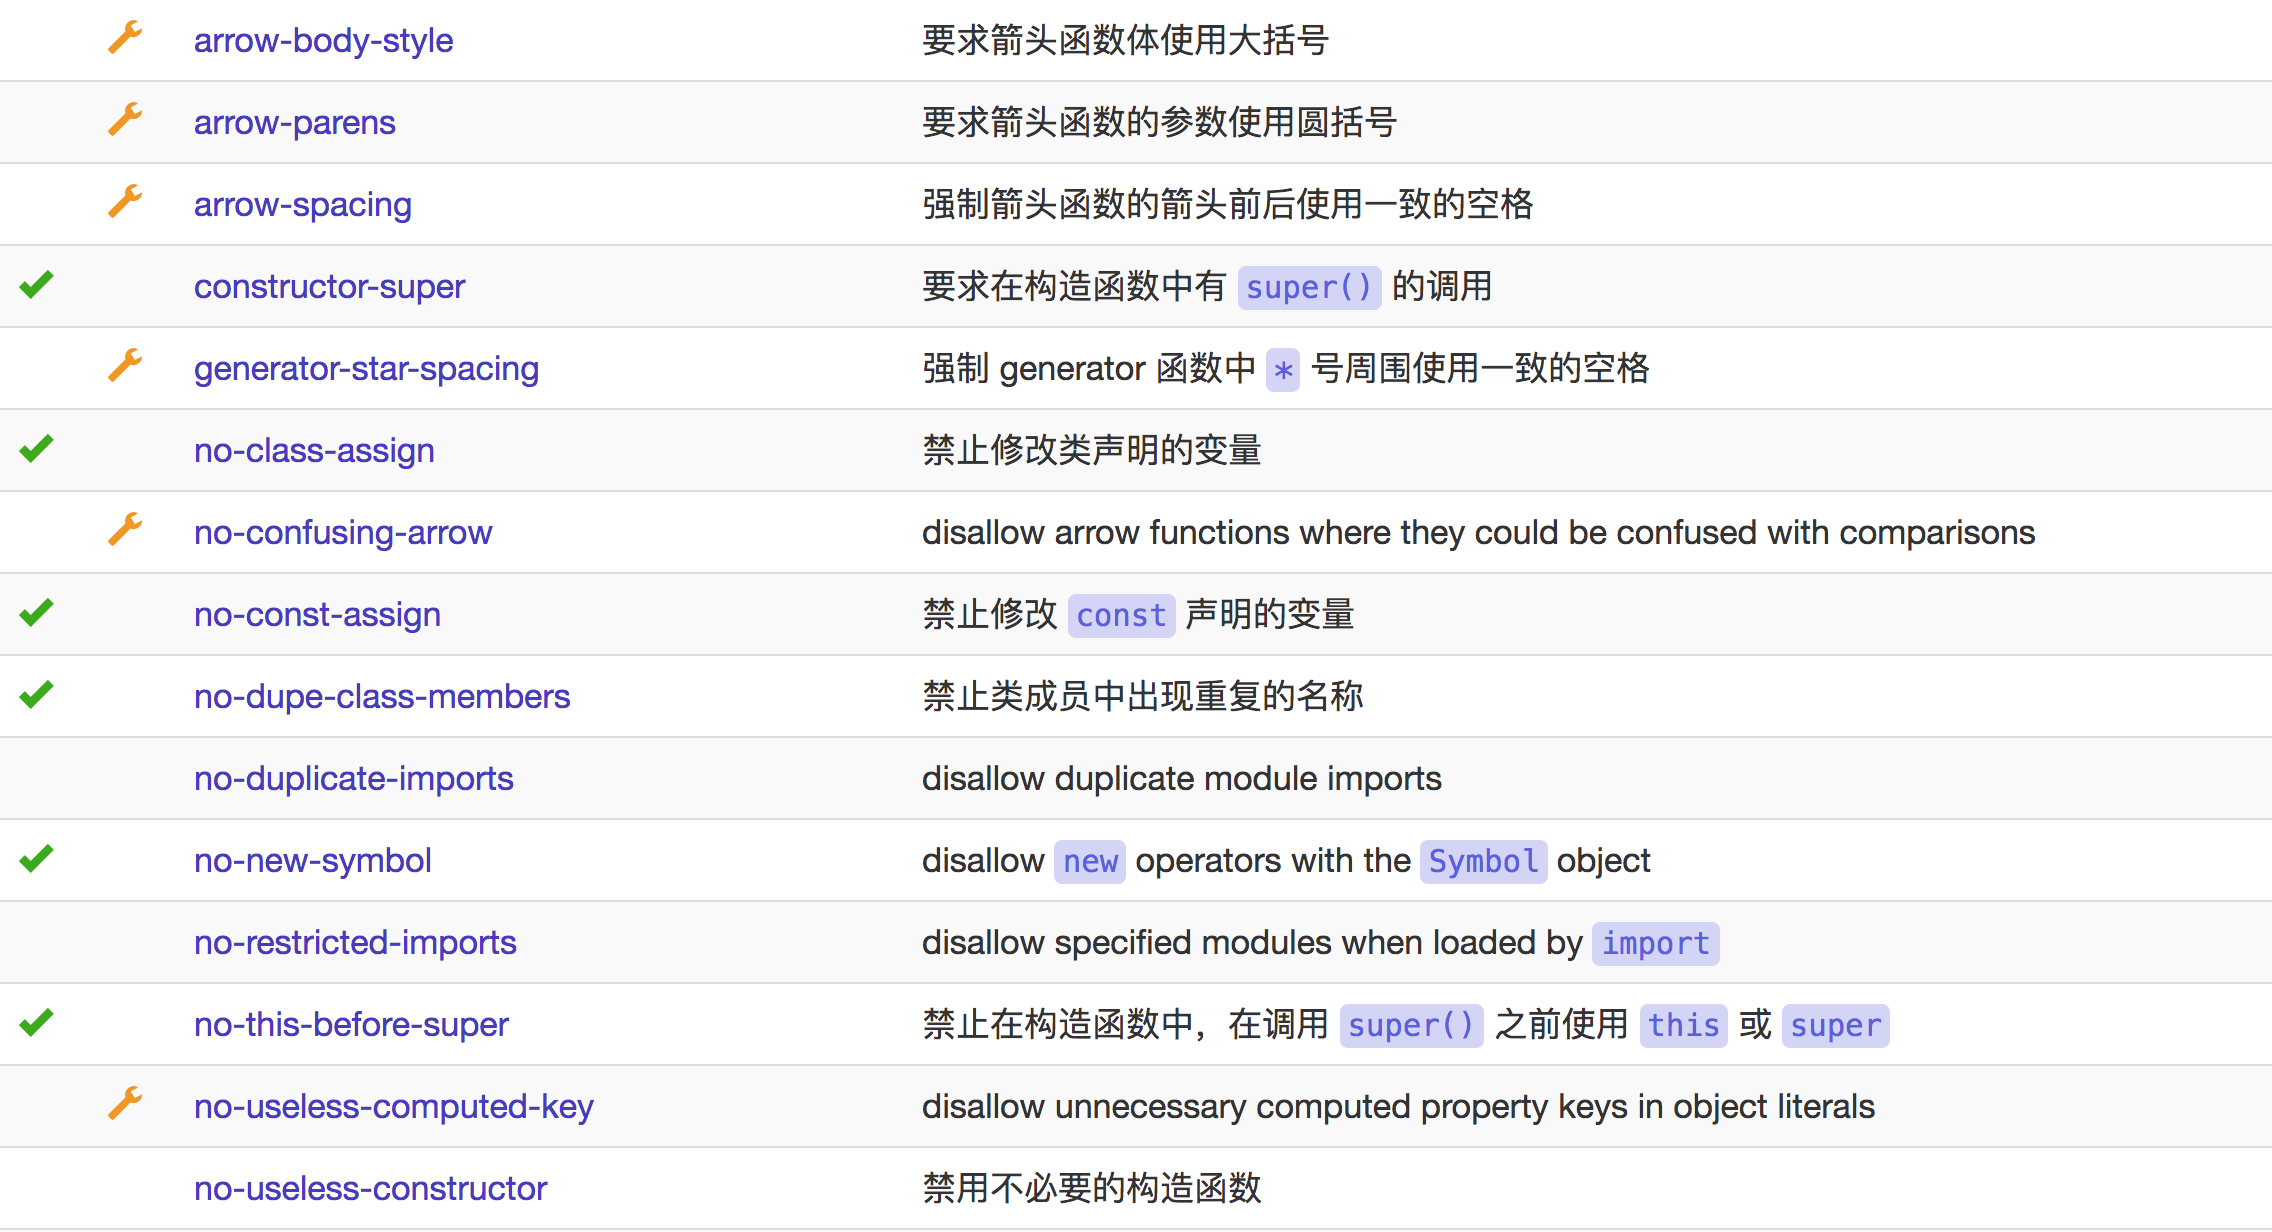 arrow-body-style 要求箭头函数体使用大括号
arrow-parens 要求箭头函数的参数使用圆括号
arrow-spacing 强制箭头函数的箭头前后使用一致的空格
constructor-super 要求在构造函数中有 super() 的调用
generator-star-spacing 强制 generator 函数中 * 号周围使用一致的空格
no-class-assign 禁止修改类声明的变量
no-confusing-arrow disallow arrow functions where they could be confused with comparisons
no-const-assign 禁止修改 const 声明的变量
no-dupe-class-members 禁止类成员中出现重复的名称
no-duplicate-imports disallow duplicate module imports
no-new-symbol disallow new operators with the Symbol object
no-restricted-imports disallow specified modules when loaded by import
no-this-before-super 禁止在构造函数中，在调用 super() 之前使用 this 或 super
no-useless-computed-key disallow unnecessary computed property keys in object literals
no-useless-constructor 禁用不必要的构造函数